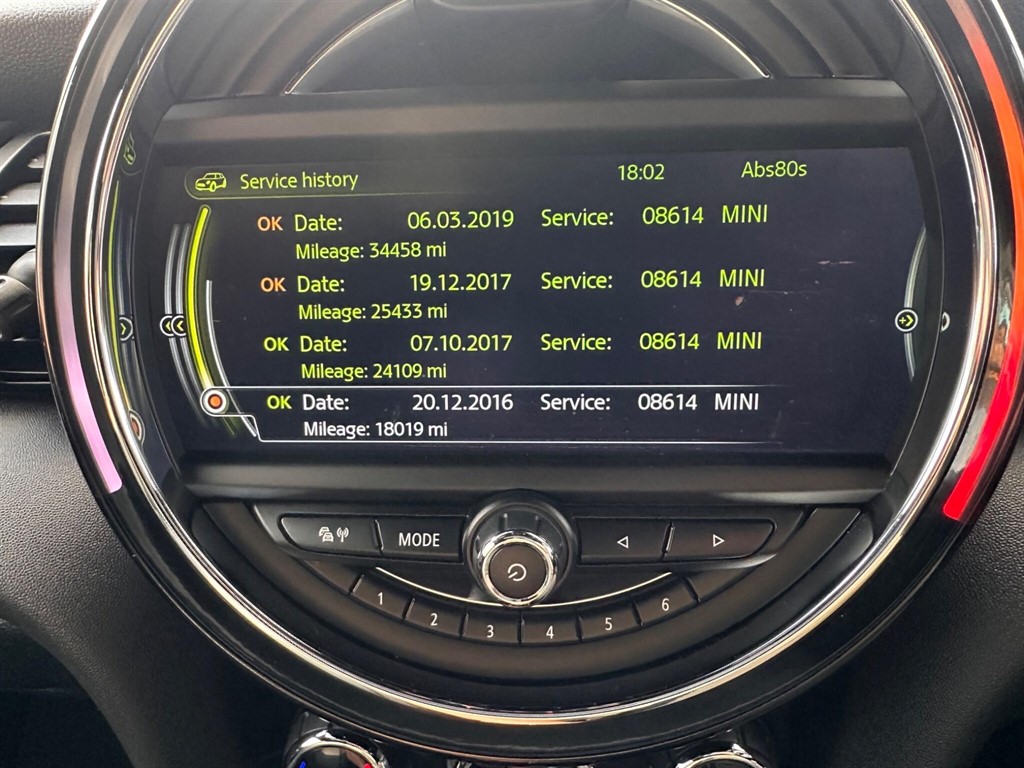 Service history 18:02 Abs80s
OK Date: 06.03.2019 Service: 08614 MINI
Mileage: 34458 mi
OK Date: 19.12.2017 Service: 08614 MINI
Mileage: 25433 mi
OK Date: 07.10.2017 Service: 08614 MINI
Mileage: 24109 mi
OK Date: 20.12.2016 Service: 08614 MINI
Mileage: 18019 mi
MODE
1 2 3 4 5 6